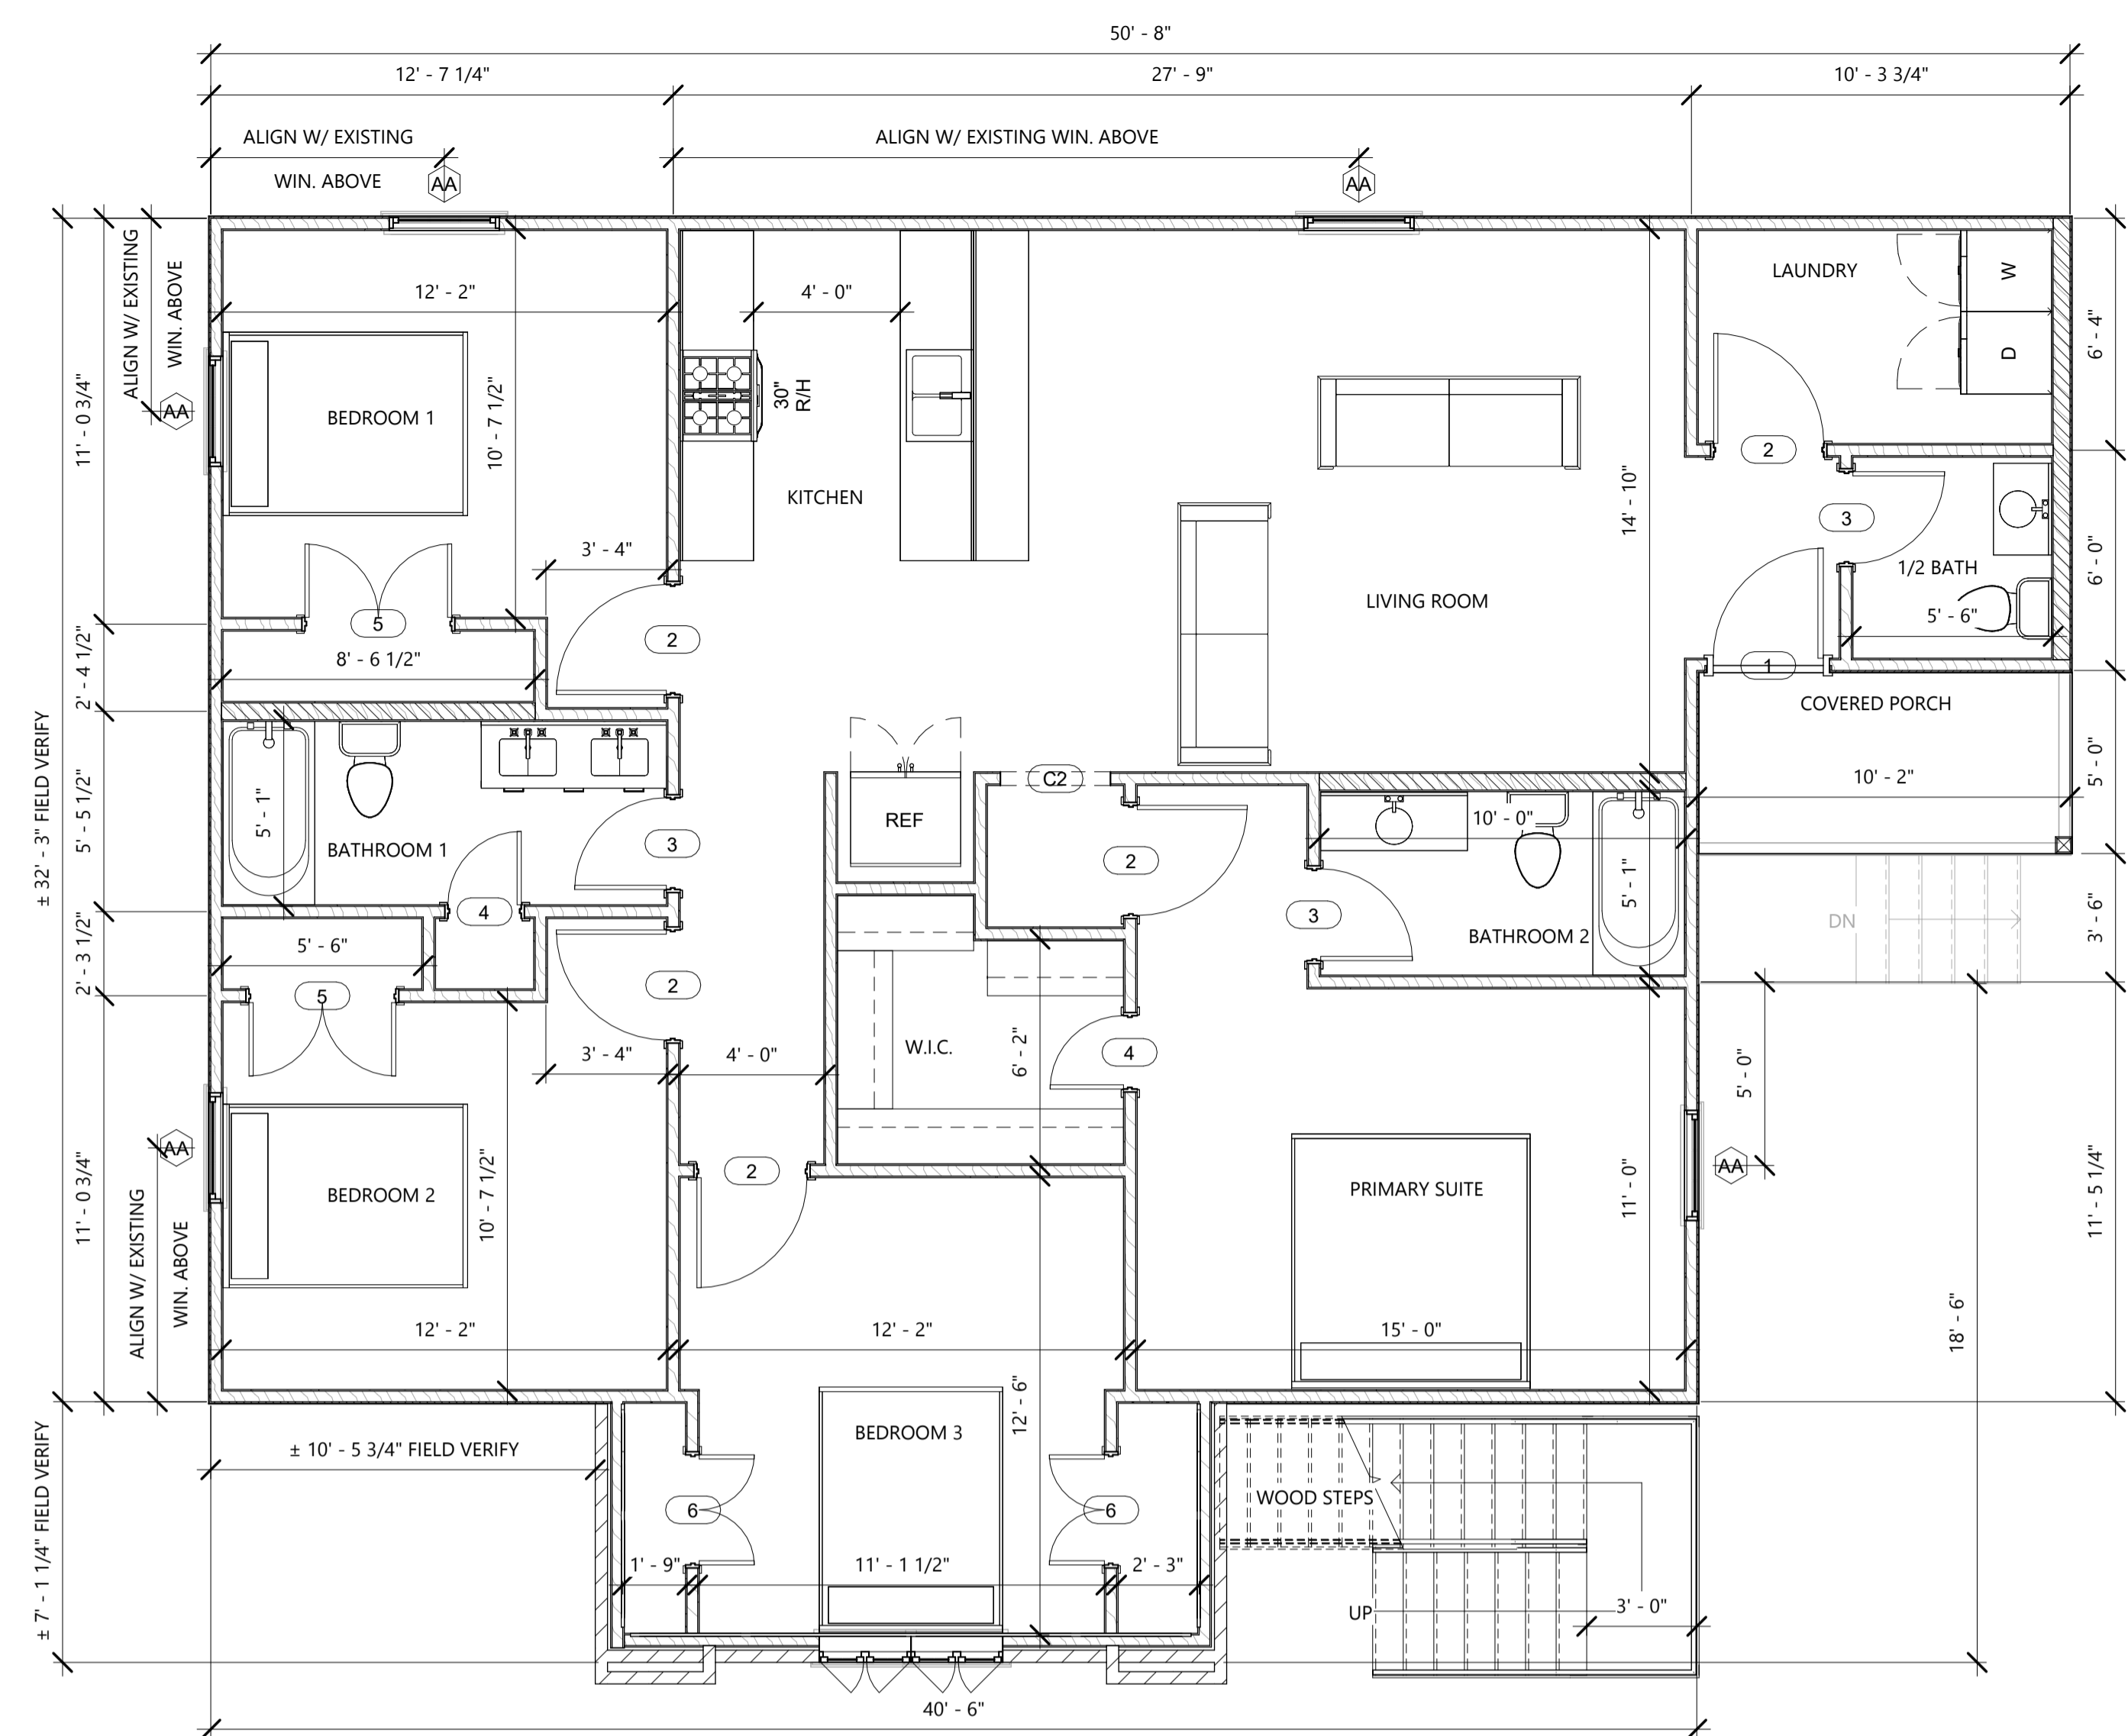 50' - 8"
12' - 7 1/4"
27' - 9"
10' - 3 3/4"
ALIGN W/ EXISTING
WIN. ABOVE
AA
ALIGN W/ EXISTING WIN. ABOVE
AA
ALIGN W/ EXISTING
WIN. ABOVE
AA
LAUNDRY
W
D
6' - 4"
12' - 2"
4' - 0"
11' - 0 3/4"
BEDROOM 1
10' - 7 1/2"
30"
R/H
KITCHEN
14' - 10"
2
3
3' - 4"
1/2 BATH
6' - 0"
5
2
LIVING ROOM
5' - 6"
2' - 4 1/2"
8' - 6 1/2"
1
COVERED PORCH
± 32' - 3" FIELD VERIFY
C2
10' - 2"
5' - 0"
5' - 5 1/2"
5' - 1"
BATHROOM 1
3
REF
2
10' - 0"
5' - 1"
4
3
BATHROOM 2
DN
3' - 6"
2' - 3 1/2"
5' - 6"
5
2
3' - 4"
4' - 0"
W.I.C.
6' - 2"
4
5' - 0"
AA
ALIGN W/ EXISTING
WIN. ABOVE
11' - 0 3/4"
BEDROOM 2
10' - 7 1/2"
2
PRIMARY SUITE
11' - 0"
AA
11' - 5 1/4"
12' - 2"
12' - 2"
15' - 0"
18' - 6"
± 10' - 5 3/4" FIELD VERIFY
BEDROOM 3
12' - 6"
± 7' - 1 1/4" FIELD VERIFY
6
6
WOOD STEPS
1' - 9"
11' - 1 1/2"
2' - 3"
UP
3' - 0"
40' - 6"